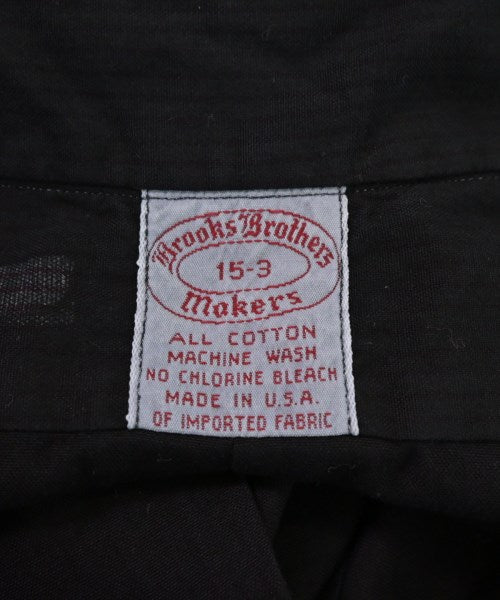 Brooks Brothers
15-3
Makers
ALL COTTON
MACHINE WASH
NO CHLORINE BLEACH
MADE IN U.S.A.
OF IMPORTED FABRIC